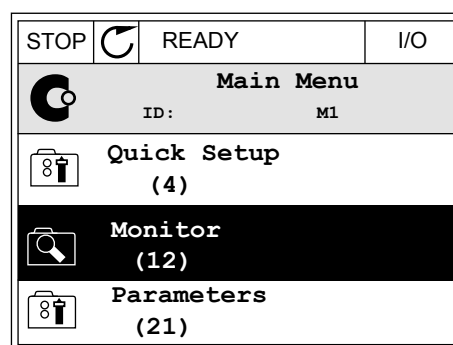 STOP READY I/O
Main Menu
ID: M1
Quick Setup
(4)
Monitor
(12)
Parameters
(21)